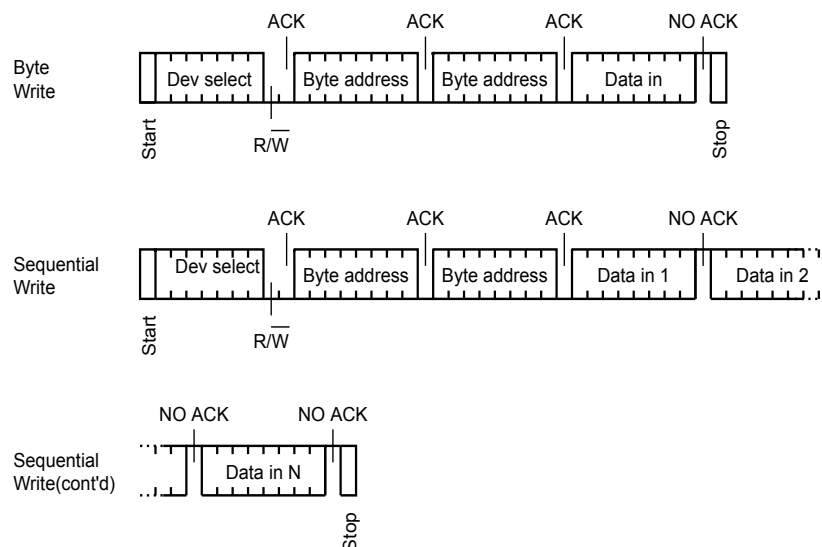 ACK ACK ACK NO ACK
Byte
Write
Dev select Byte address Byte address Data in
Start
R/W̅
Stop
ACK ACK ACK NO ACK
Sequential
Write
Dev select Byte address Byte address Data in 1 Data in 2
Start
R/W̅
NO ACK NO ACK
Sequential
Write(cont'd)
Data in N
Stop